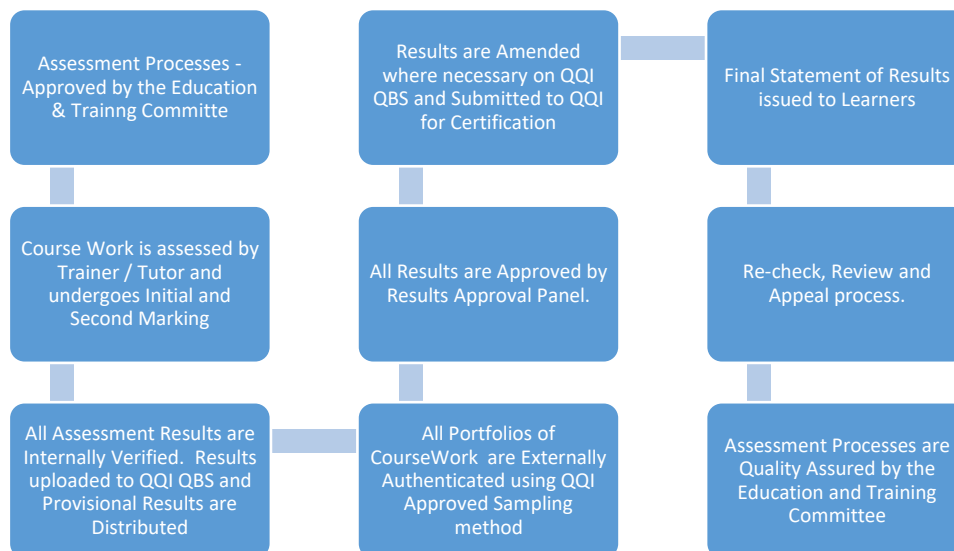 Assessment Processes -
Approved by the Education
& Trainng Committe
Course Work is assessed by
Trainer / Tutor and
undergoes Initial and
Second Marking
All Assessment Results are
Internally Verified.  Results
uploaded to QQI QBS and
Provisional Results are
Distributed
All Portfolios of
CourseWork  are Externally
Authenticated using QQI
Approved Sampling
method
All Results are Approved by
Results Approval Panel.
Results are Amended
where necessary on QQI
QBS and Submitted to QQI
for Certification
Final Statement of Results
issued to Learners
Re-check, Review and
Appeal process.
Assessment Processes are
Quality Assured by the
Education and Training
Committee